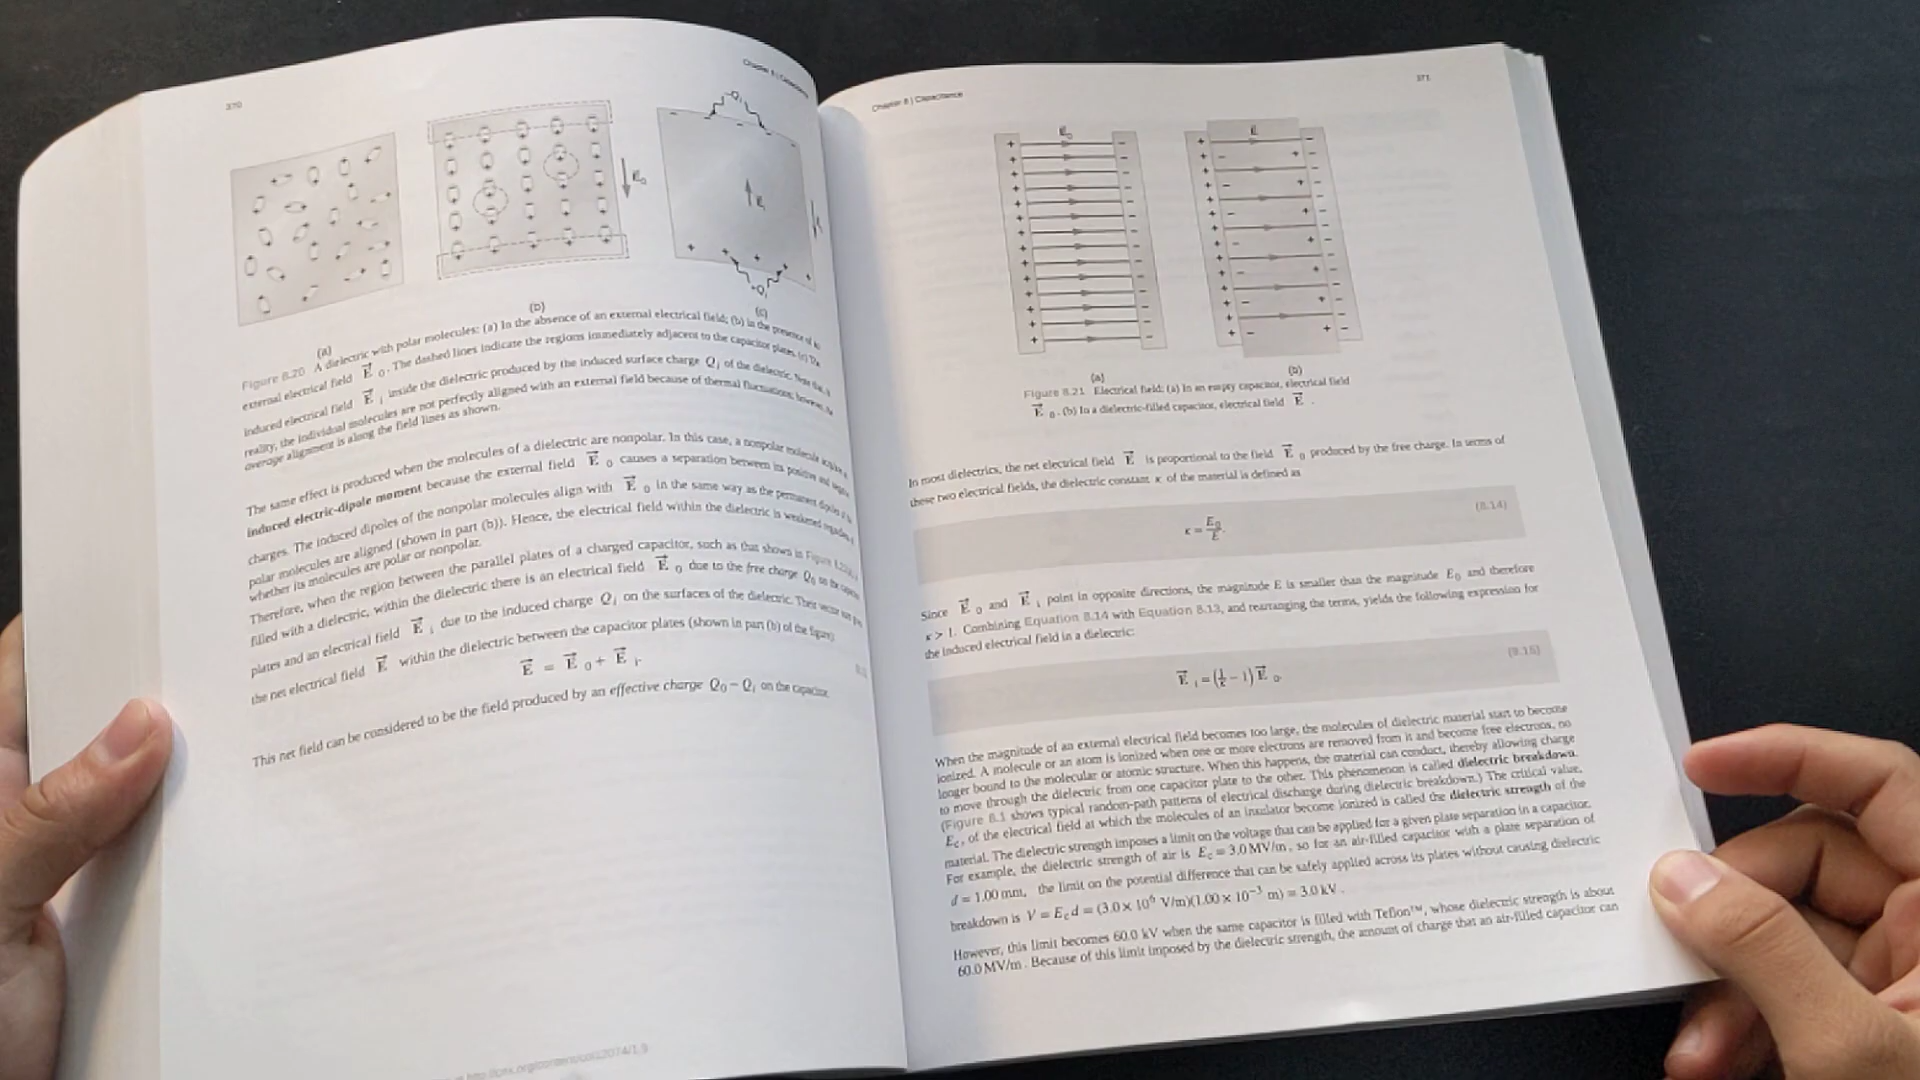 370
Chapter 8 | Capacitance
E0
-Qi
Ei
+Qi
(a)
(b)
(c)
Figure 8.20 A dielectric with polar molecules: (a) In the absence of an external electrical field; (b) in the presence of
external electrical field E⃗ 0. The dashed lines indicate the regions immediately adjacent to the capacitor plates. (c) The
induced electrical field E⃗ i inside the dielectric produced by the induced surface charge Qi of the dielectric. Note that,
reality, the individual molecules are not perfectly aligned with an external field because of thermal fluctuations; however, the
average alignment is along the field lines as shown.
The same effect is produced when the molecules of a dielectric are nonpolar. In this case, a nonpolar molecule
induced electric-dipole moment because the external field E⃗ 0 causes a separation between its positive and
charges. The induced dipoles of the nonpolar molecules align with E⃗ 0 in the same way as the permanent dipoles
polar molecules are aligned (shown in part (b)). Hence, the electrical field within the dielectric is weakened
whether its molecules are polar or nonpolar.
Therefore, when the region between the parallel plates of a charged capacitor, such as that shown in Figure
filled with a dielectric, within the dielectric there is an electrical field E⃗ 0 due to the free charge Q0 on the
plates and an electrical field E⃗ i due to the induced charge Qi on the surfaces of the dielectric. Their vector sum
the net electrical field E⃗ within the dielectric between the capacitor plates (shown in part (b) of the figure)
E⃗ = E⃗ 0 + E⃗ i.
This net field can be considered to be the field produced by an effective charge Q0 − Qi on the capacitor.
Chapter 8 | Capacitance
371
E0
E
(a)
(b)
Figure 8.21 Electrical field: (a) In an empty capacitor, electrical field
E⃗ 0. (b) In a dielectric-filled capacitor, electrical field E⃗ .
In most dielectrics, the net electrical field E⃗ is proportional to the field E⃗ 0 produced by the free charge. In terms of
these two electrical fields, the dielectric constant κ of the material is defined as
κ = E0/E.
(8.14)
Since E⃗ 0 and E⃗ i point in opposite directions, the magnitude E is smaller than the magnitude E0 and therefore
κ > 1. Combining Equation 8.14 with Equation 8.13, and rearranging the terms, yields the following expression for
the induced electrical field in a dielectric:
E⃗ i = (1/κ − 1)E⃗ 0.
(8.15)
When the magnitude of an external electrical field becomes too large, the molecules of dielectric material start to become
ionized. A molecule or an atom is ionized when one or more electrons are removed from it and become free electrons, no
longer bound to the molecular or atomic structure. When this happens, the material can conduct, thereby allowing charge
to move through the dielectric from one capacitor plate to the other. This phenomenon is called dielectric breakdown.
(Figure 8.1 shows typical random-path patterns of electrical discharge during dielectric breakdown.) The critical value,
Ec, of the electrical field at which the molecules of an insulator become ionized is called the dielectric strength of the
material. The dielectric strength imposes a limit on the voltage that can be applied for a given plate separation in a capacitor.
For example, the dielectric strength of air is Ec = 3.0 MV/m, so for an air-filled capacitor with a plate separation of
d = 1.00 mm, the limit on the potential difference that can be safely applied across its plates without causing dielectric
breakdown is V = Ec d = (3.0 × 10⁶ V/m)(1.00 × 10⁻³ m) = 3.0 kV.
However, this limit becomes 60.0 kV when the same capacitor is filled with Teflon™, whose dielectric strength is about
60.0 MV/m. Because of this limit imposed by the dielectric strength, the amount of charge that an air-filled capacitor can